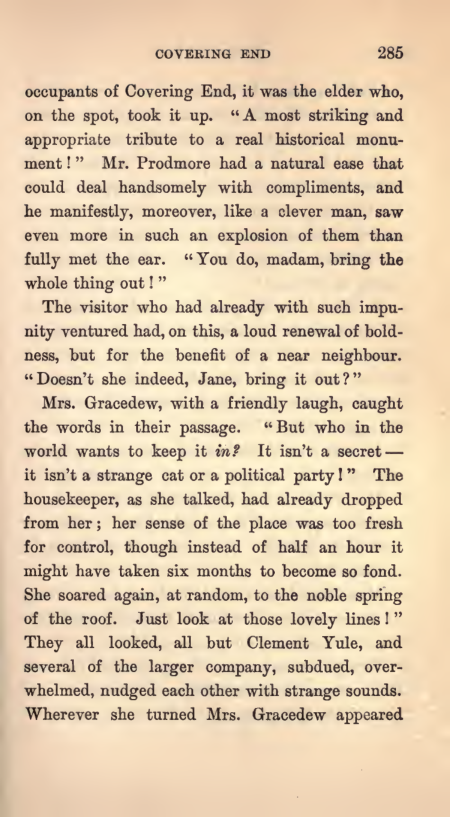 COVERING END 285
occupants of Covering End, it was the elder who,
on the spot, took it up. "A most striking and
appropriate tribute to a real historical monu-
ment!" Mr. Prodmore had a natural ease that
could deal handsomely with compliments, and
he manifestly, moreover, like a clever man, saw
even more in such an explosion of them than
fully met the ear. "You do, madam, bring the
whole thing out!"
The visitor who had already with such impu-
nity ventured had, on this, a loud renewal of bold-
ness, but for the benefit of a near neighbour.
"Doesn't she indeed, Jane, bring it out?"
Mrs. Gracedew, with a friendly laugh, caught
the words in their passage. "But who in the
world wants to keep it in? It isn't a secret—
it isn't a strange cat or a political party!" The
housekeeper, as she talked, had already dropped
from her; her sense of the place was too fresh
for control, though instead of half an hour it
might have taken six months to become so fond.
She soared again, at random, to the noble spring
of the roof. Just look at those lovely lines!"
They all looked, all but Clement Yule, and
several of the larger company, subdued, over-
whelmed, nudged each other with strange sounds.
Wherever she turned Mrs. Gracedew appeared